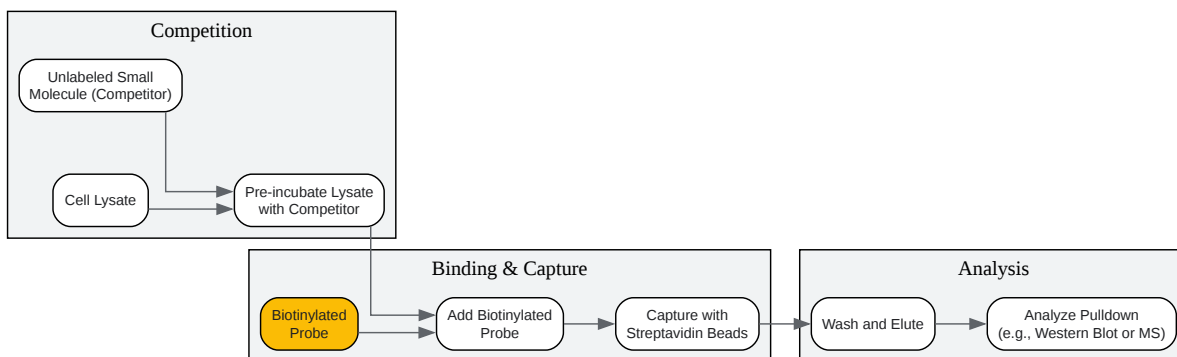 Competition
Unlabeled Small
Molecule (Competitor)
Cell Lysate
Pre-incubate Lysate
with Competitor
Binding & Capture
Biotinylated
Probe
Add Biotinylated
Probe
Capture with
Streptavidin Beads
Analysis
Wash and Elute
Analyze Pulldown
(e.g., Western Blot or MS)